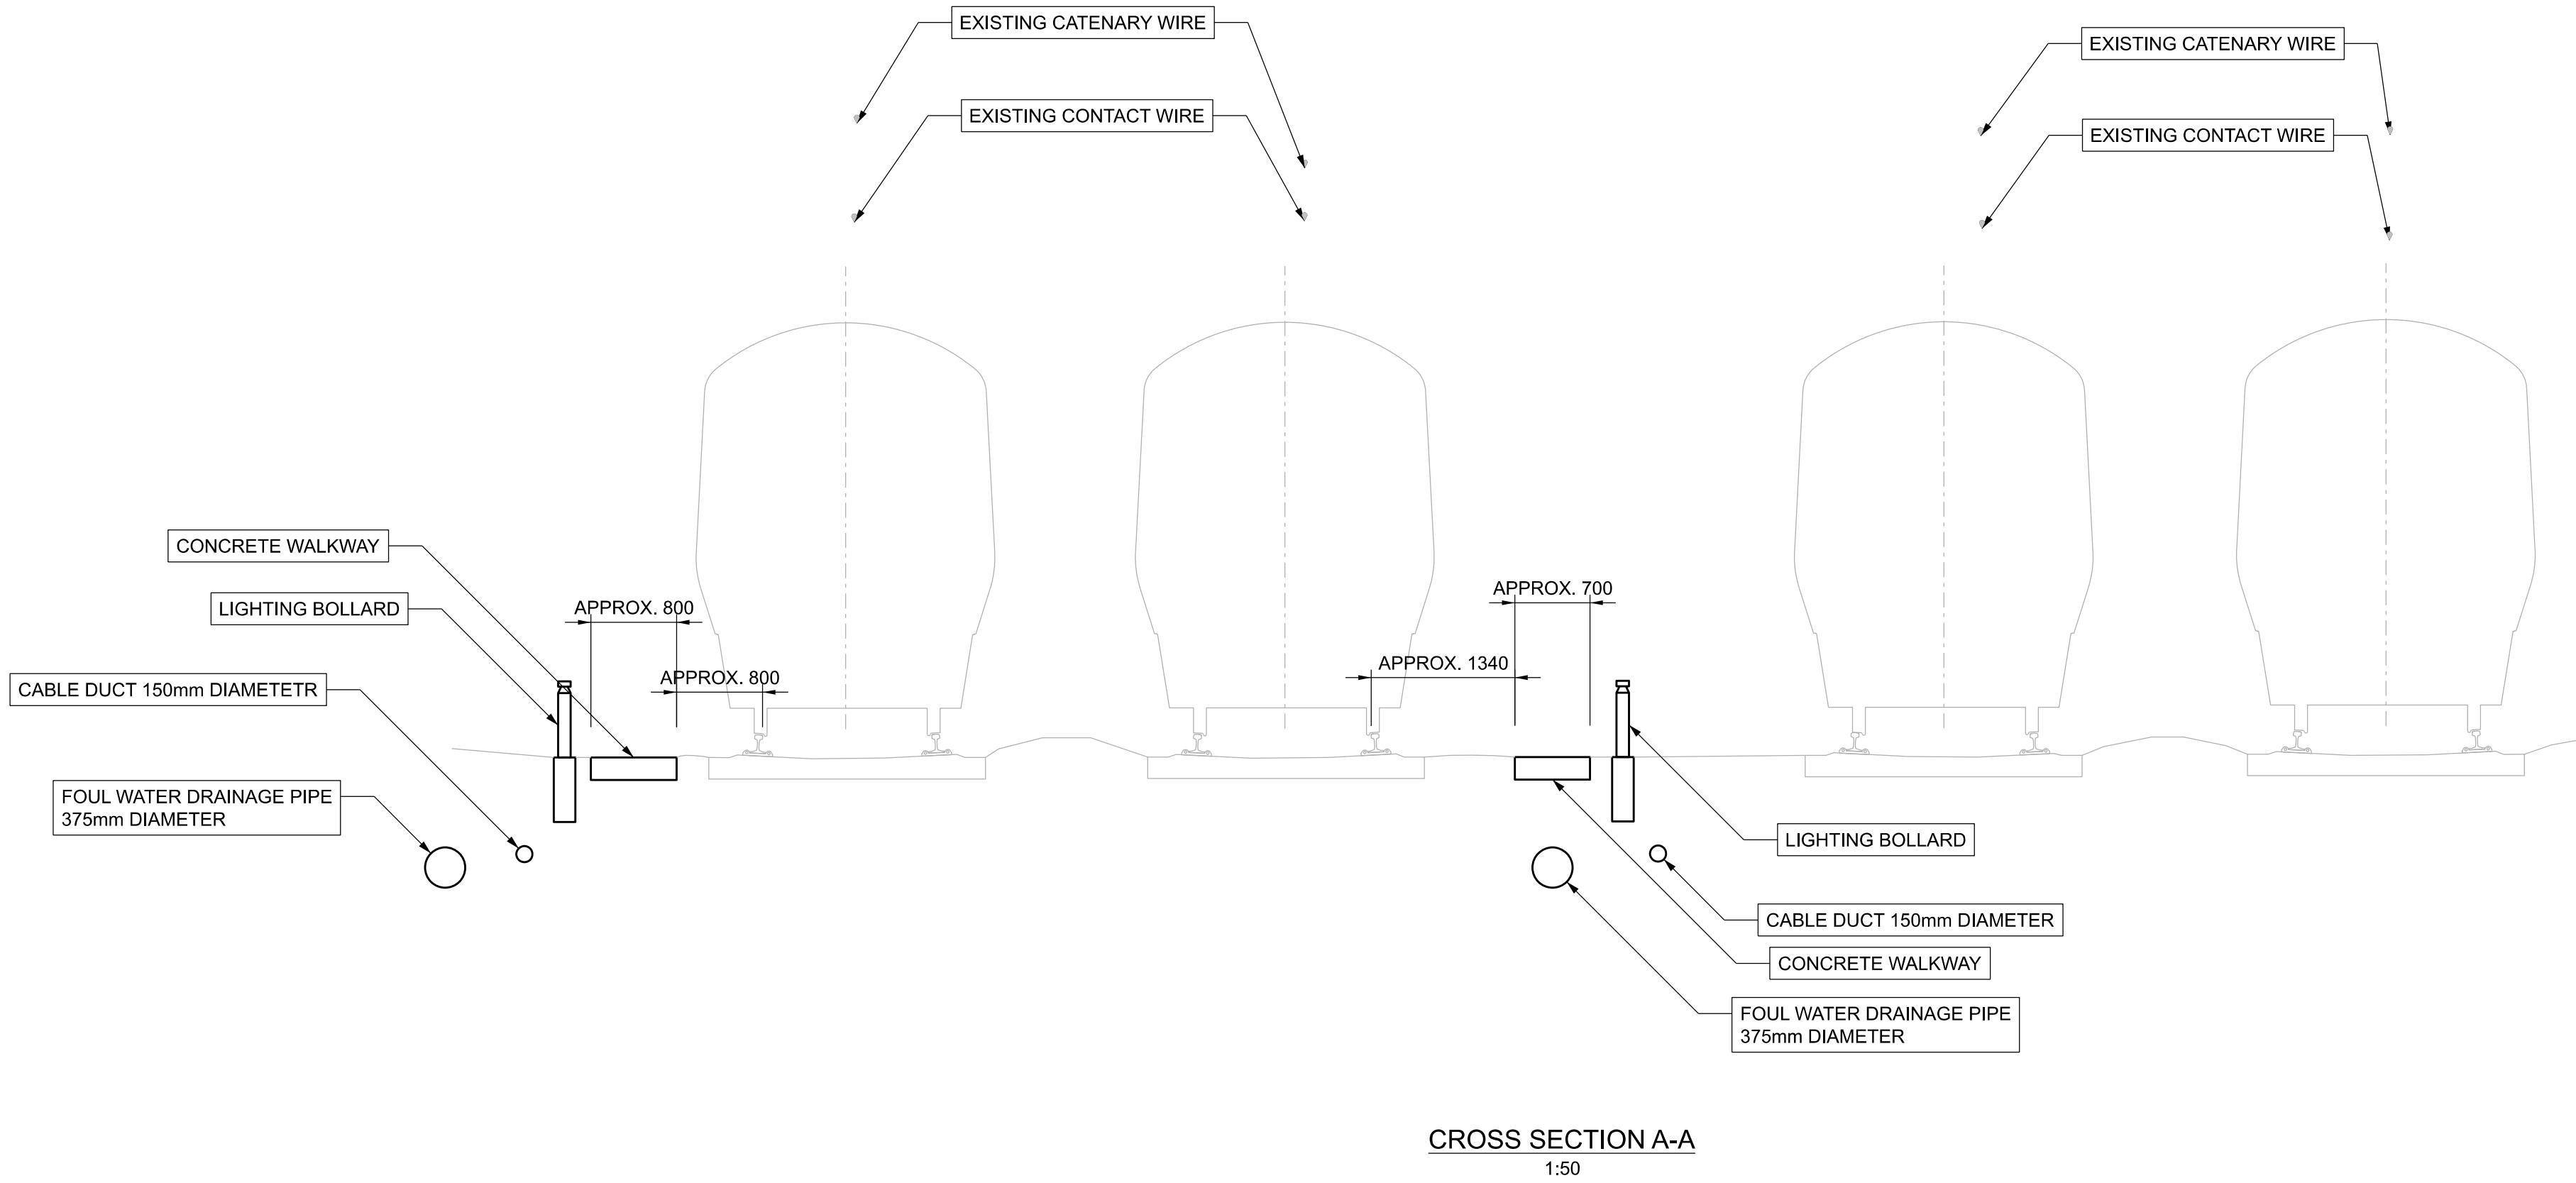 EXISTING CATENARY WIRE
EXISTING CATENARY WIRE
EXISTING CONTACT WIRE
EXISTING CONTACT WIRE
CONCRETE WALKWAY
APPROX. 700
LIGHTING BOLLARD
APPROX. 800
APPROX. 1340
APPROX. 800
CABLE DUCT 150mm DIAMETETR
FOUL WATER DRAINAGE PIPE
375mm DIAMETER
LIGHTING BOLLARD
CABLE DUCT 150mm DIAMETER
CONCRETE WALKWAY
FOUL WATER DRAINAGE PIPE
375mm DIAMETER
CROSS SECTION A-A
1:50